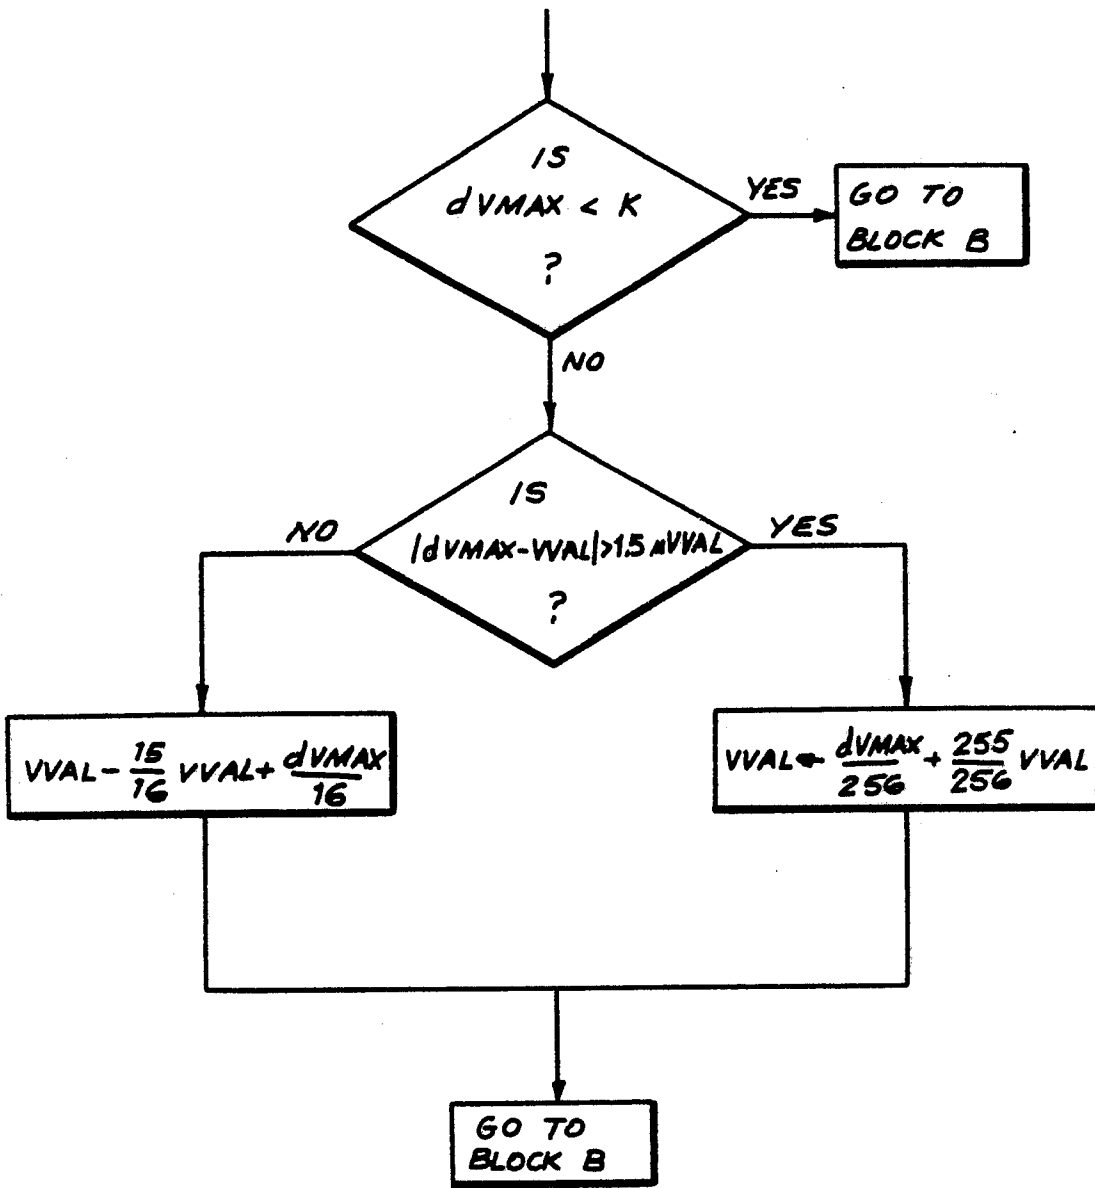 IS
dVMAX < K
?
YES
GO TO
BLOCK B
NO
IS
|dVMAX-VVAL|>1.5 MVVAL
?
NO
YES
VVAL - 15/16 VVAL + dVMAX/16
VVAL ← dVMAX/256 + 255/256 VVAL
GO TO
BLOCK B